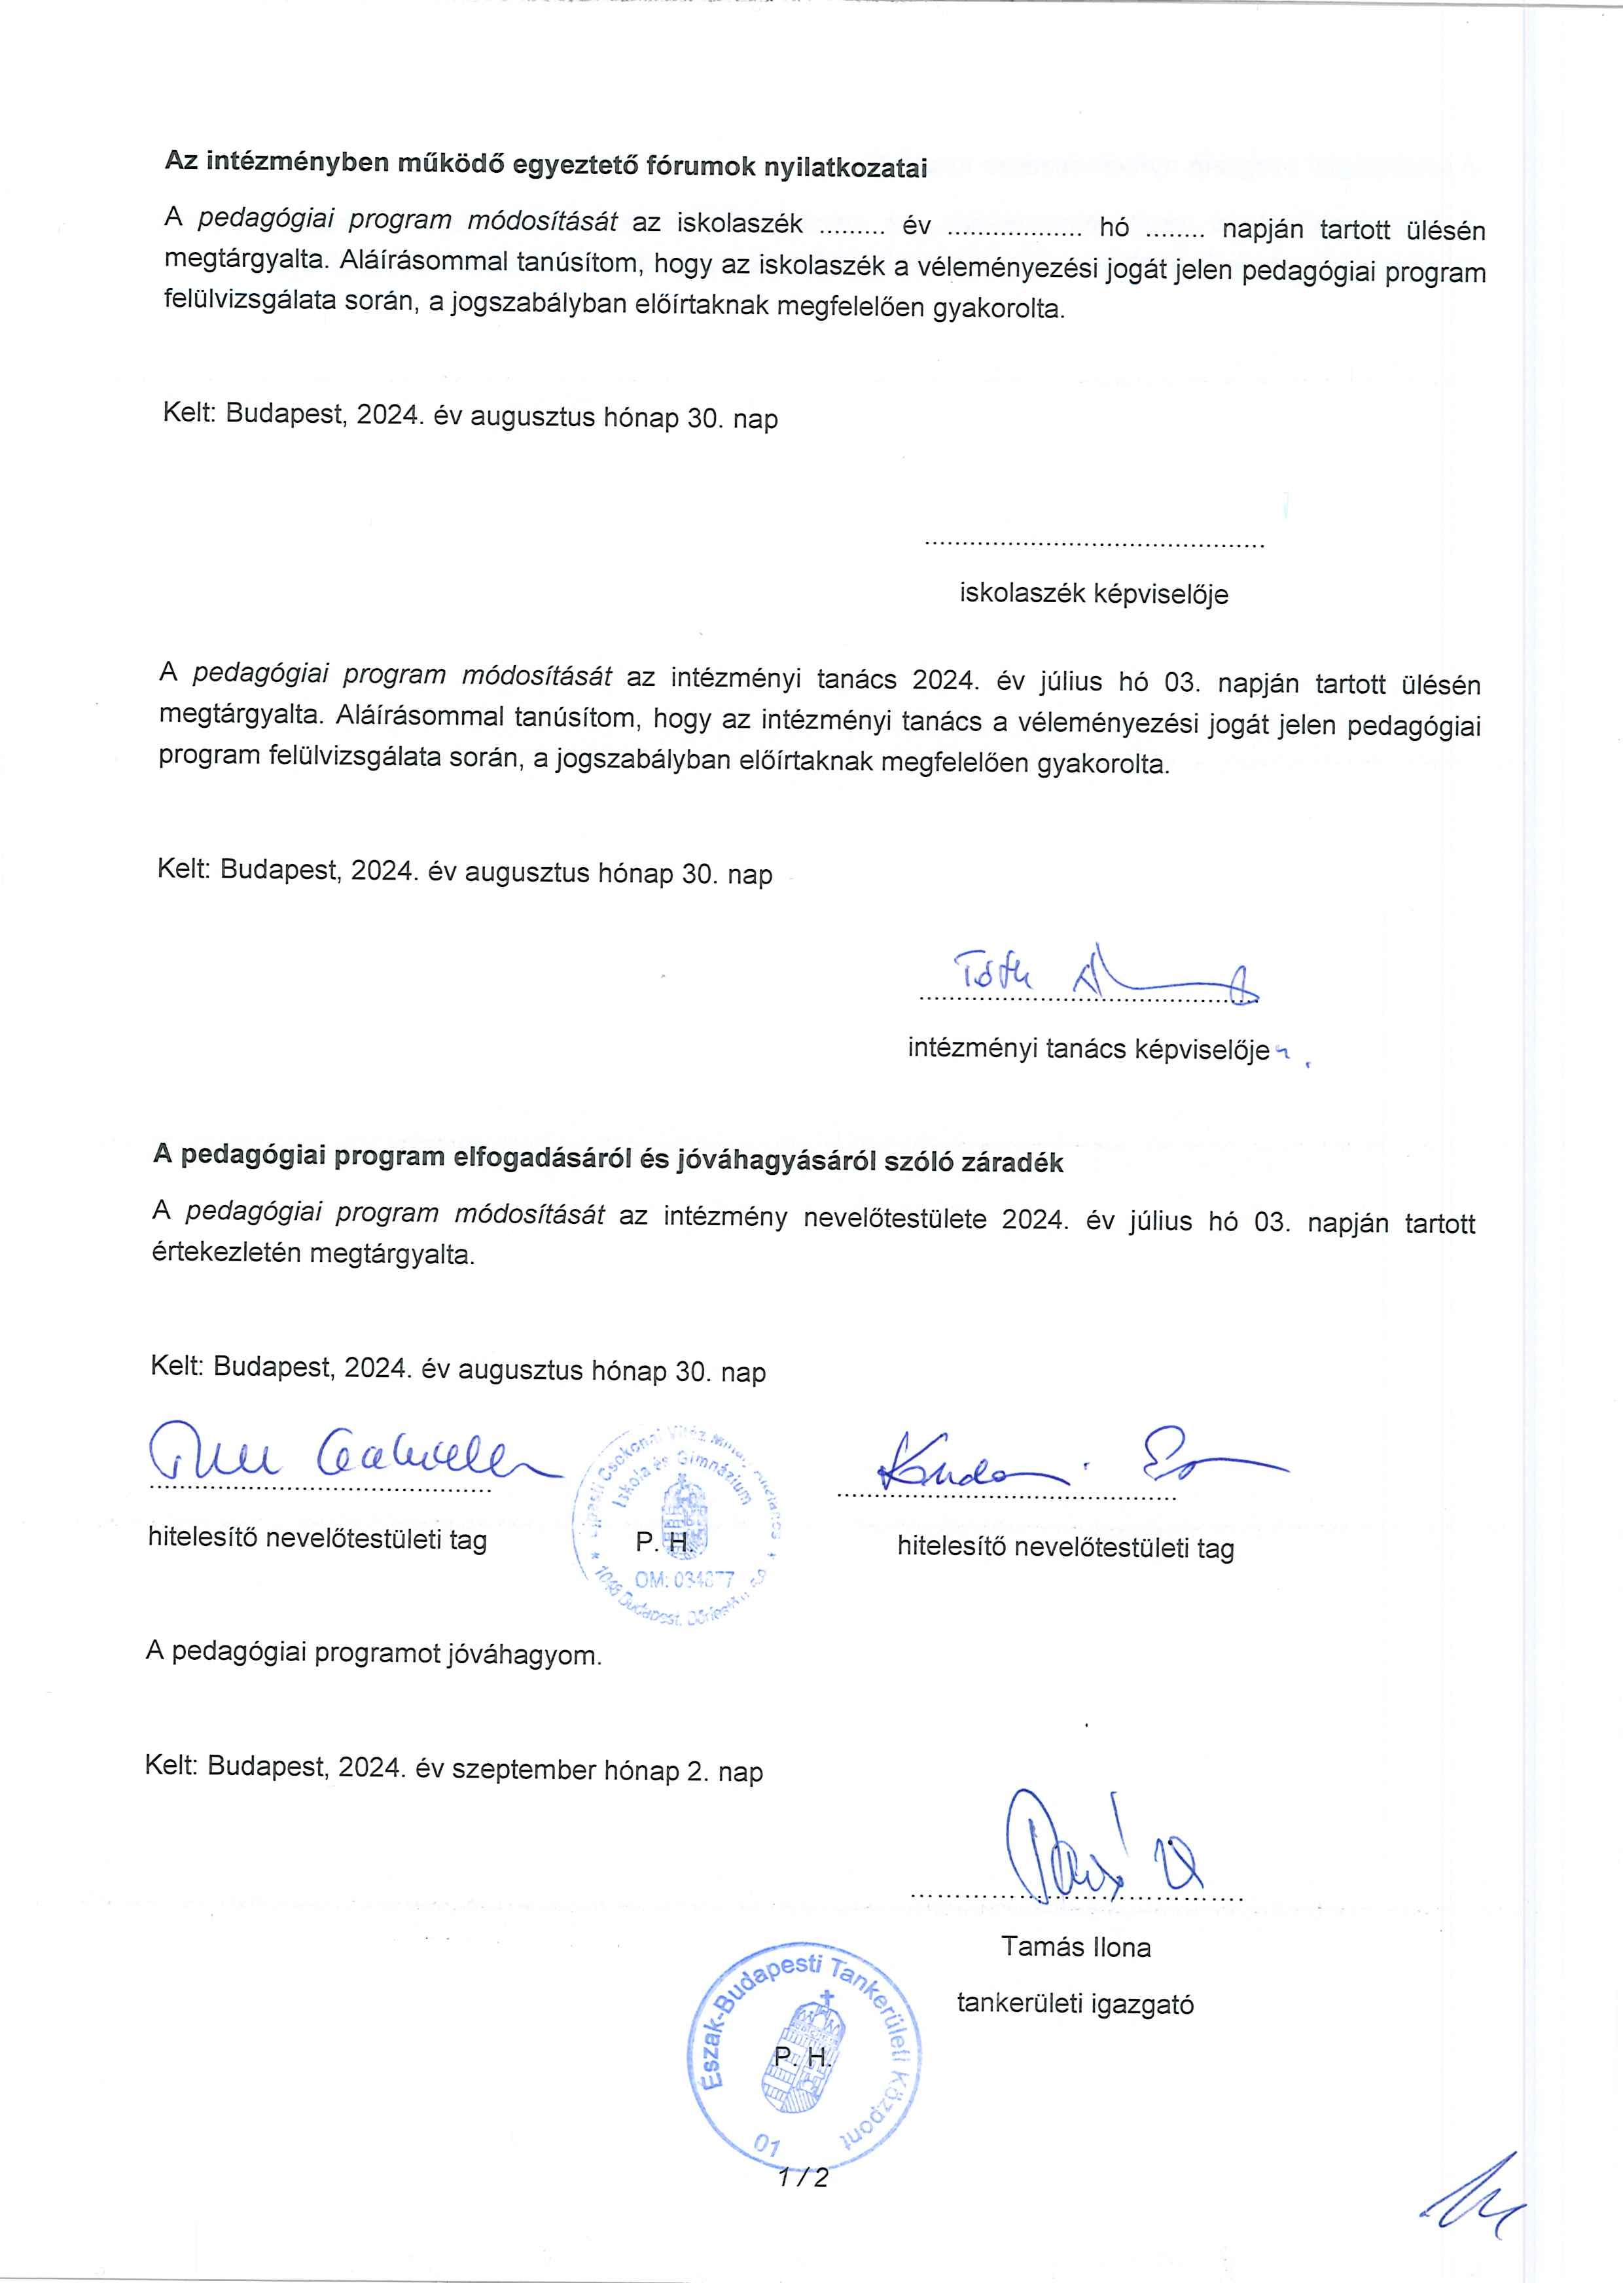 Az intézményben működő egyeztető fórumok nyilatkozatai
A pedagógiai program módosítását az iskolaszék ......... év .................. hó ........ napján tartott ülésén
megtárgyalta. Aláírásommal tanúsítom, hogy az iskolaszék a véleményezési jogát jelen pedagógiai program
felülvizsgálata során, a jogszabályban előírtaknak megfelelően gyakorolta.
Kelt: Budapest, 2024. év augusztus hónap 30. nap
.............................................
iskolaszék képviselője
A pedagógiai program módosítását az intézményi tanács 2024. év július hó 03. napján tartott ülésén
megtárgyalta. Aláírásommal tanúsítom, hogy az intézményi tanács a véleményezési jogát jelen pedagógiai
program felülvizsgálata során, a jogszabályban előírtaknak megfelelően gyakorolta.
Kelt: Budapest, 2024. év augusztus hónap 30. nap
Tóth
intézményi tanács képviselője
A pedagógiai program elfogadásáról és jóváhagyásáról szóló záradék
A pedagógiai program módosítását az intézmény nevelőtestülete 2024. év július hó 03. napján tartott
értekezletén megtárgyalta.
Kelt: Budapest, 2024. év augusztus hónap 30. nap
Csokonai Vitéz
Iskola és Gimnázium
hitelesítő nevelőtestületi tag
P. H.
hitelesítő nevelőtestületi tag
1048 Budapest,
A pedagógiai programot jóváhagyom.
Kelt: Budapest, 2024. év szeptember hónap 2. nap
Tamás Ilona
tankerületi igazgató
Észak-Budapesti Tankerületi Központ
P. H.
01
1 / 2